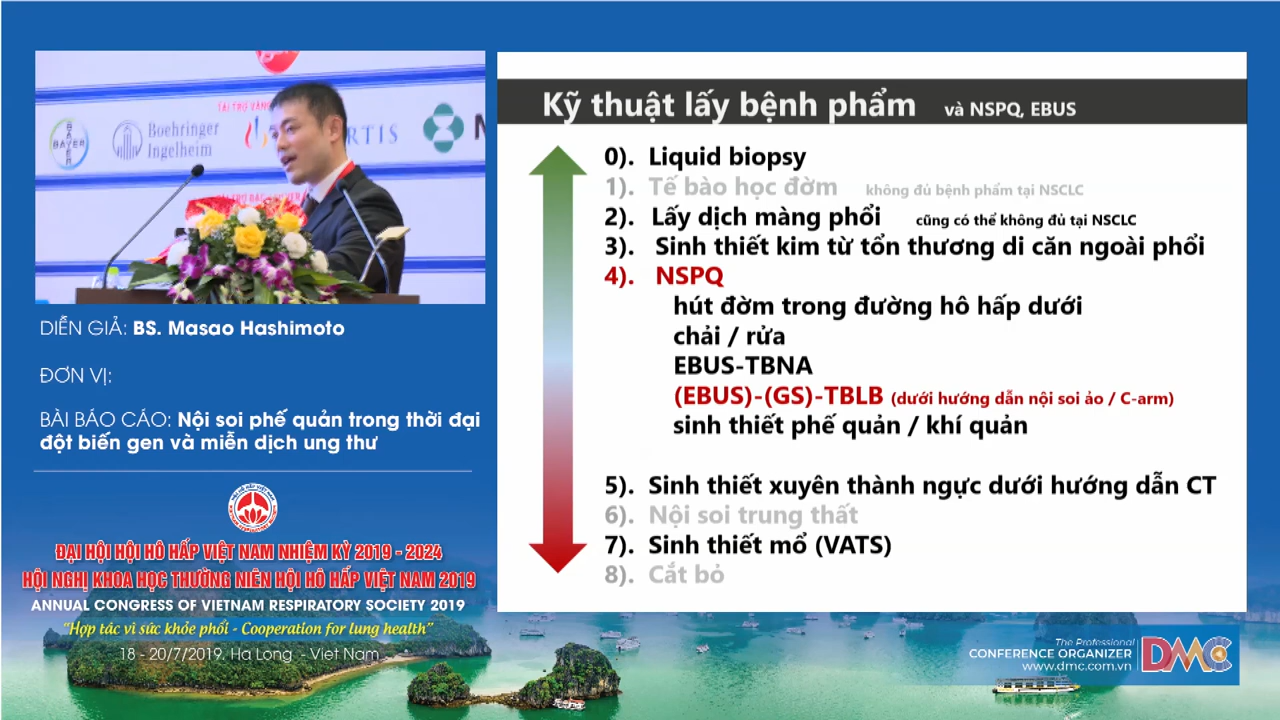 TÀI TRỢ VÀNG
BAYER
Boehringer
Ingelheim
RTIS
DIỄN GIẢ: BS. Masao Hashimoto
ĐƠN VỊ:
BÀI BÁO CÁO: Nội soi phế quản trong thời đại
đột biến gen và miễn dịch ung thư
ĐẠI HỘI HỘI HÔ HẤP VIỆT NAM NHIỆM KỲ 2019 - 2024
HỘI NGHỊ KHOA HỌC THƯỜNG NIÊN HỘI HÔ HẤP VIỆT NAM 2019
ANNUAL CONGRESS OF VIETNAM RESPIRATORY SOCIETY 2019
“Hợp tác vì sức khỏe phổi - Cooperation for lung health”
18 - 20/7/2019. Ha Long - Viet Nam
Kỹ thuật lấy bệnh phẩm và NSPQ, EBUS
0). Liquid biopsy
1). Tế bào học đờm không đủ bệnh phẩm tại NSCLC
2). Lấy dịch màng phổi cũng có thể không đủ tại NSCLC
3). Sinh thiết kim từ tổn thương di căn ngoài phổi
4). NSPQ
hút đờm trong đường hô hấp dưới
chải / rửa
EBUS-TBNA
(EBUS)-(GS)-TBLB (dưới hướng dẫn nội soi ảo / C-arm)
sinh thiết phế quản / khí quản
5). Sinh thiết xuyên thành ngực dưới hướng dẫn CT
6). Nội soi trung thất
7). Sinh thiết mổ (VATS)
8). Cắt bỏ
The Professional
CONFERENCE ORGANIZER
www.dmc.com.vn
DMC